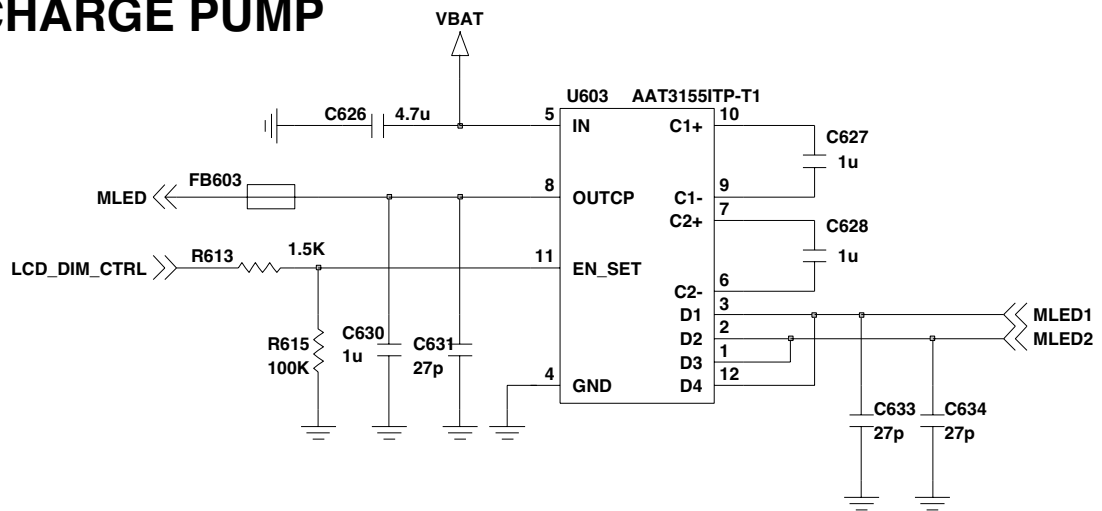 CHARGE PUMP
VBAT
U603 AAT3155ITP-T1
C626 4.7u
5 IN C1+ 10
C627
1u
FB603
MLED
8 OUTCP C1- 9
C2+ 7
C628
1u
LCD_DIM_CTRL R613 1.5K
11 EN_SET
C2- 6
D1 3 MLED1
D2 2 MLED2
R615
100K
C630
1u
C631
27p
D3 1
4 GND D4 12
C633
27p
C634
27p